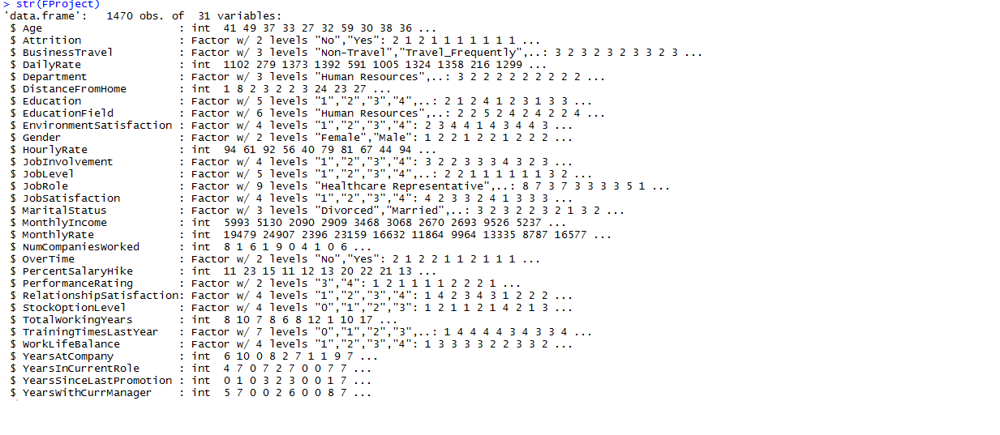 > str(FProject)
'data.frame':   1470 obs. of  31 variables:
 $ Age                     : int  41 49 37 33 27 32 59 30 38 36 ...
 $ Attrition               : Factor w/ 2 levels "No","Yes": 2 1 2 1 1 1 1 1 1 1 ...
 $ BusinessTravel          : Factor w/ 3 levels "Non-Travel","Travel_Frequently",..: 3 2 3 2 3 2 3 3 2 3 ...
 $ DailyRate               : int  1102 279 1373 1392 591 1005 1324 1358 216 1299 ...
 $ Department              : Factor w/ 3 levels "Human Resources",..: 3 2 2 2 2 2 2 2 2 2 ...
 $ DistanceFromHome        : int  1 8 2 3 2 2 3 24 23 27 ...
 $ Education               : Factor w/ 5 levels "1","2","3","4",..: 2 1 2 4 1 2 3 1 3 3 ...
 $ EducationField          : Factor w/ 6 levels "Human Resources",..: 2 2 5 2 4 2 4 2 2 4 ...
 $ EnvironmentSatisfaction : Factor w/ 4 levels "1","2","3","4": 2 3 4 4 1 4 3 4 4 3 ...
 $ Gender                  : Factor w/ 2 levels "Female","Male": 1 2 2 1 2 2 1 2 2 2 ...
 $ HourlyRate              : int  94 61 92 56 40 79 81 67 44 94 ...
 $ JobInvolvement          : Factor w/ 4 levels "1","2","3","4": 3 2 2 3 3 3 4 3 2 3 ...
 $ JobLevel                : Factor w/ 5 levels "1","2","3","4",..: 2 2 1 1 1 1 1 1 3 2 ...
 $ JobRole                 : Factor w/ 9 levels "Healthcare Representative",..: 8 7 3 7 3 3 3 3 5 1 ...
 $ JobSatisfaction         : Factor w/ 4 levels "1","2","3","4": 4 2 3 3 2 4 1 3 3 3 ...
 $ MaritalStatus           : Factor w/ 3 levels "Divorced","Married",..: 3 2 3 2 2 3 2 1 3 2 ...
 $ MonthlyIncome           : int  5993 5130 2090 2909 3468 3068 2670 2693 9526 5237 ...
 $ MonthlyRate             : int  19479 24907 2396 23159 16632 11864 9964 13335 8787 16577 ...
 $ NumCompaniesWorked      : int  8 1 6 1 9 0 4 1 0 6 ...
 $ OverTime                : Factor w/ 2 levels "No","Yes": 2 1 2 2 1 1 2 1 1 1 ...
 $ PercentSalaryHike       : int  11 23 15 11 12 13 20 22 21 13 ...
 $ PerformanceRating       : Factor w/ 2 levels "3","4": 1 2 1 1 1 1 2 2 2 1 ...
 $ RelationshipSatisfaction: Factor w/ 4 levels "1","2","3","4": 1 4 2 3 4 3 1 2 2 2 ...
 $ StockOptionLevel        : Factor w/ 4 levels "0","1","2","3": 1 2 1 1 2 1 4 2 1 3 ...
 $ TotalWorkingYears       : int  8 10 7 8 6 8 12 1 10 17 ...
 $ TrainingTimesLastYear   : Factor w/ 7 levels "0","1","2","3",..: 1 4 4 4 4 3 4 3 3 4 ...
 $ WorkLifeBalance         : Factor w/ 4 levels "1","2","3","4": 1 3 3 3 3 2 2 3 3 2 ...
 $ YearsAtCompany          : int  6 10 0 8 2 7 1 1 9 7 ...
 $ YearsInCurrentRole      : int  4 7 0 7 2 7 0 0 7 7 ...
 $ YearsSinceLastPromotion : int  0 1 0 3 2 3 0 0 1 7 ...
 $ YearsWithCurrManager    : int  5 7 0 0 2 6 0 0 8 7 ...